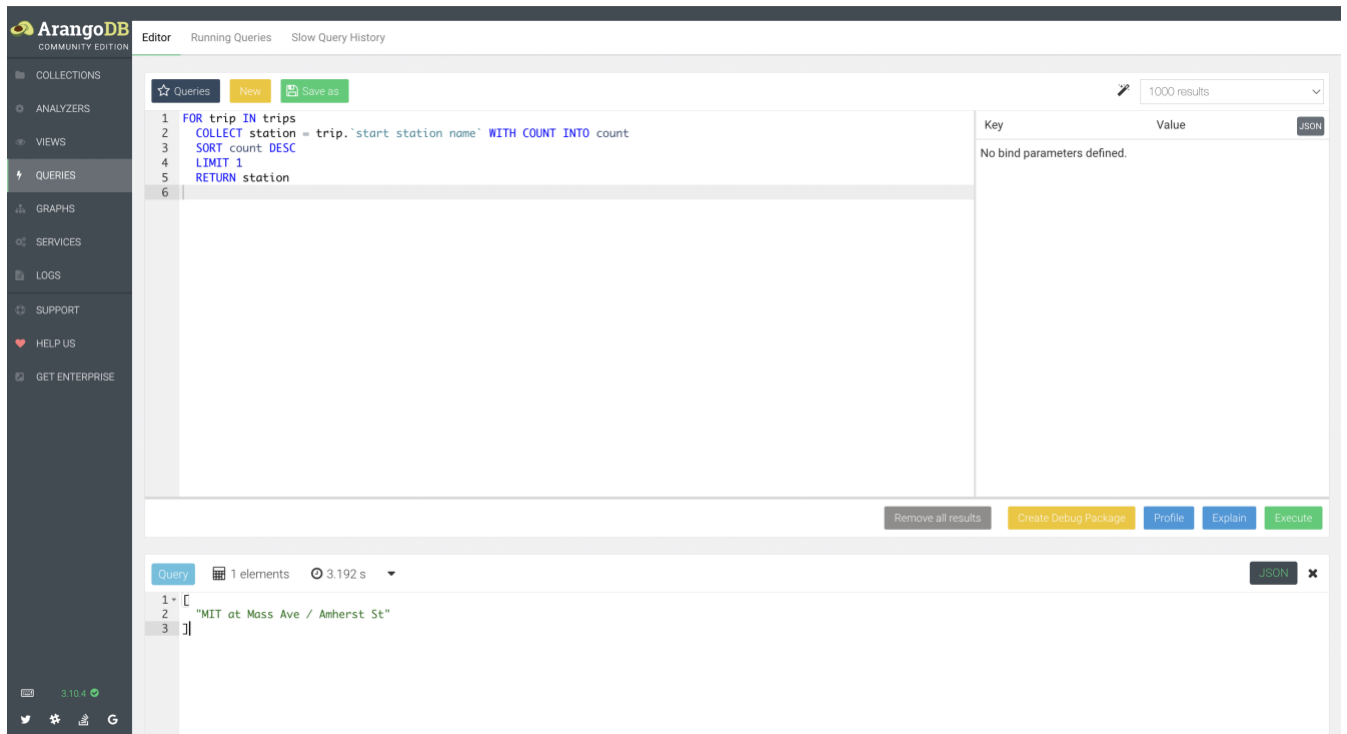 ArangoDB
COMMUNITY EDITION
Editor Running Queries Slow Query History
COLLECTIONS
ANALYZERS
VIEWS
QUERIES
GRAPHS
SERVICES
LOGS
SUPPORT
HELP US
GET ENTERPRISE
3.10.4
Queries New Save as 1000 results
1 FOR trip IN trips
2 COLLECT station = trip.`start station name` WITH COUNT INTO count
3 SORT count DESC
4 LIMIT 1
5 RETURN station
6
Key Value JSON
No bind parameters defined.
Remove all results Create Debug Package Profile Explain Execute
Query 1 elements 3.192 s JSON
1 [
2 "MIT at Mass Ave / Amherst St"
3 ]